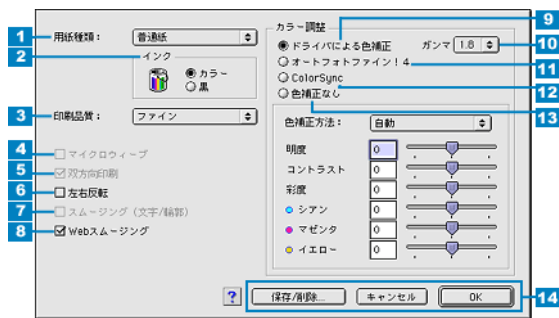 1 用紙種類： 普通紙
2 インク
カラー
黒
3 印刷品質： ファイン
4 マイクロウィーブ
5 双方向印刷
6 左右反転
7 スムージング（文字/輪郭）
8 Webスムージング
カラー調整
9
ドライバによる色補正 ガンマ 1.8 10
オートフォトファイン！4 11
ColorSync 12
色補正なし 13
色補正方法： 自動
明度 0
コントラスト 0
彩度 0
シアン 0
マゼンタ 0
イエロー 0
? 保存/削除... キャンセル OK 14